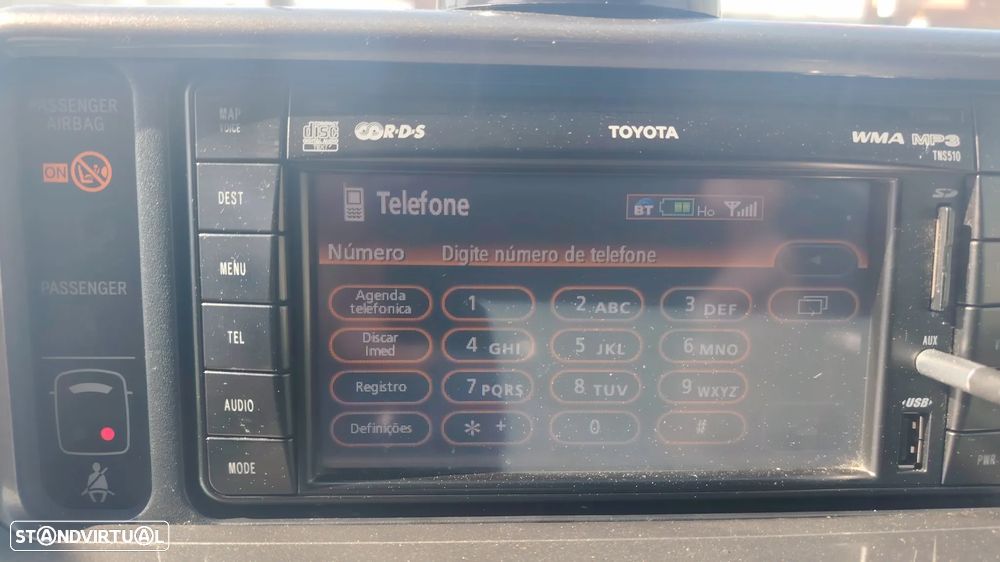 PASSENGER
AIRBAG
ON
PASSENGER
MAP
VOICE
DEST
MENU
TEL
AUDIO
MODE
disc
R·D·S
TOYOTA
WMA MP3
TNS510
Telefone
BT
Ho
Número
Digite número de telefone
Agenda
telefonica
1
2 ABC
3 DEF
Discar
Imed
4 GHI
5 JKL
6 MNO
Registro
7 PQRS
8 TUV
9 WXYZ
Definições
* +
0
#
SD
AUX
USB
PWR
STANDVIRTUAL